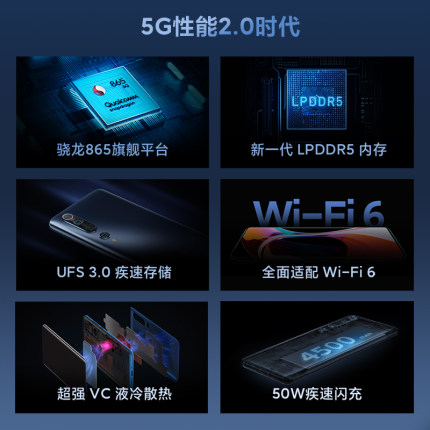 5G性能2.0时代
865
5G
Qualcomm
snapdragon
LPDDR5
骁龙865旗舰平台
新一代 LPDDR5 内存
Wi-Fi 6
UFS 3.0 疾速存储
全面适配 Wi-Fi 6
4500
超强 VC 液冷散热
50W疾速闪充